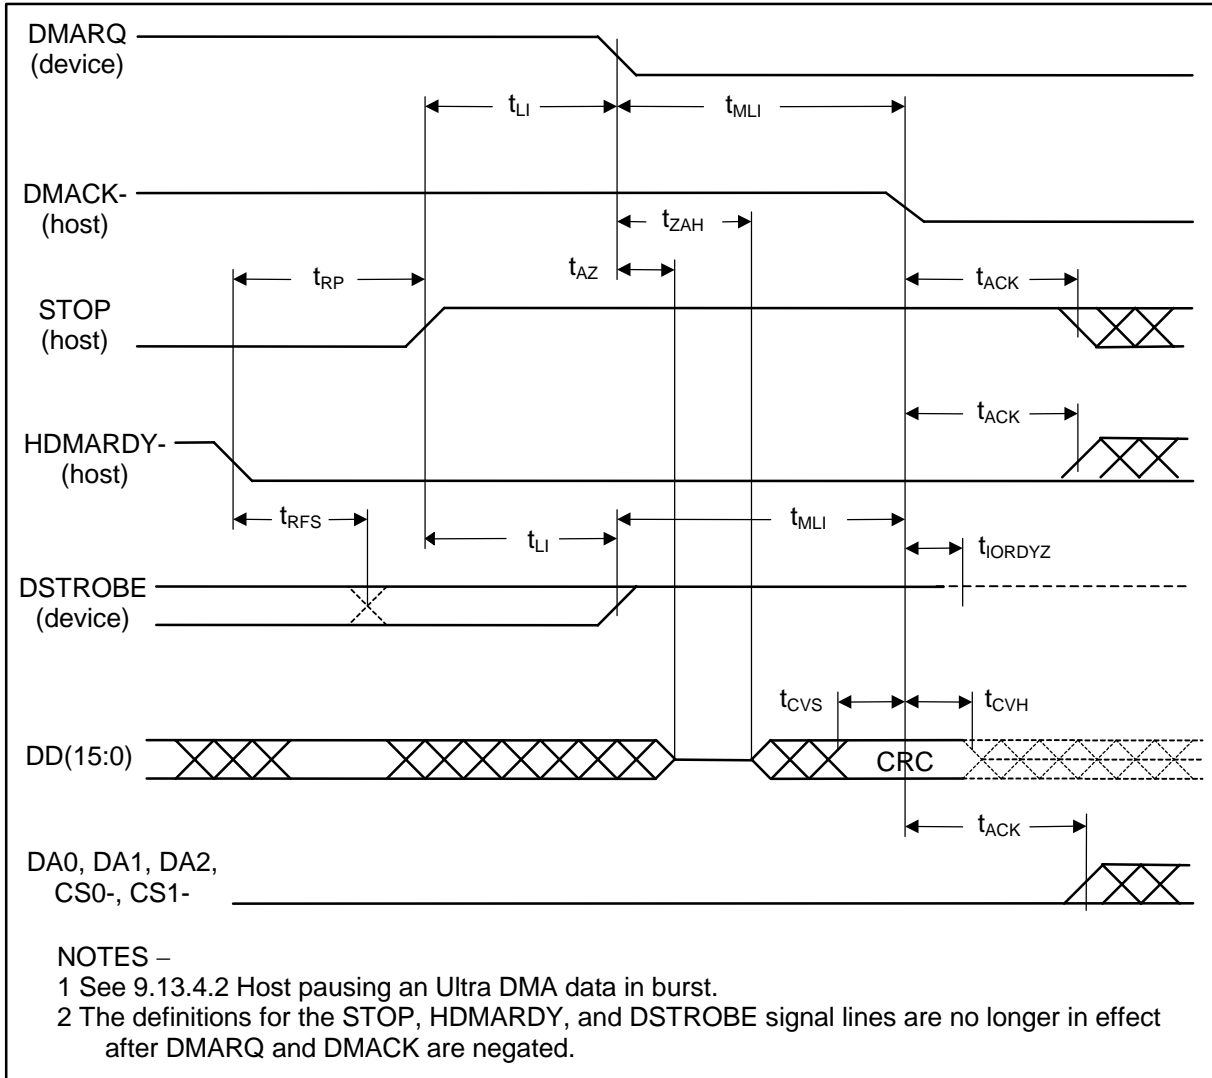 DMARQ
(device)
tLI
tMLI
DMACK-
(host)
tZAH
tAZ
tRP
tACK
STOP
(host)
tACK
HDMARDY-
(host)
tRFS
tLI
tMLI
tIORDYZ
DSTROBE
(device)
tCVS
tCVH
DD(15:0)
CRC
tACK
DA0, DA1, DA2,
CS0-, CS1-
NOTES –
1 See 9.13.4.2 Host pausing an Ultra DMA data in burst.
2 The definitions for the STOP, HDMARDY, and DSTROBE signal lines are no longer in effect
after DMARQ and DMACK are negated.